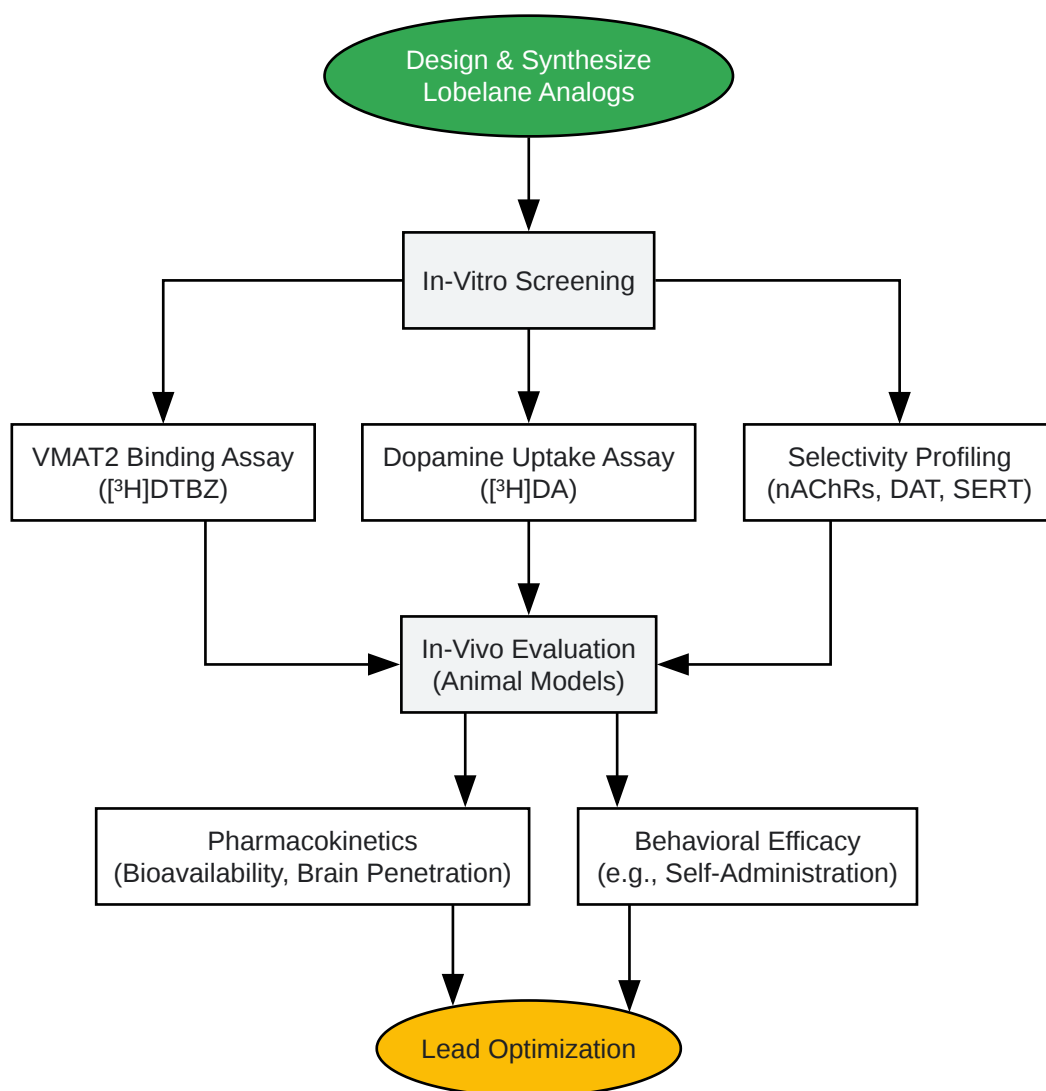 Design & Synthesize
Lobelane Analogs
In-Vitro Screening
VMAT2 Binding Assay
([³H]DTBZ)
Dopamine Uptake Assay
([³H]DA)
Selectivity Profiling
(nAChRs, DAT, SERT)
In-Vivo Evaluation
(Animal Models)
Pharmacokinetics
(Bioavailability, Brain Penetration)
Behavioral Efficacy
(e.g., Self-Administration)
Lead Optimization